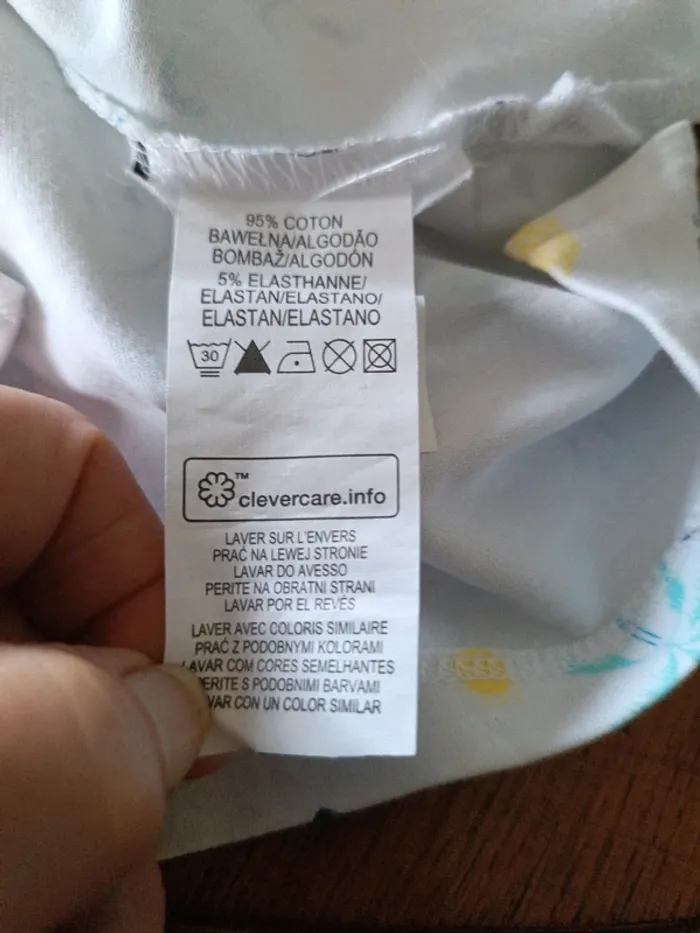 95% COTON
BAWEŁNA/ALGODÃO
BOMBAŽ/ALGODÓN
5% ELASTHANNE/
ELASTAN/ELASTANO/
ELASTAN/ELASTANO
30
™
clevercare.info
LAVER SUR L'ENVERS
PRAĆ NA LEWEJ STRONIE
LAVAR DO AVESSO
PERITE NA OBRATNI STRANI
LAVAR POR EL REVÉS
LAVER AVEC COLORIS SIMILAIRE
PRAĆ Z PODOBNYMI KOLORAMI
LAVAR COM CORES SEMELHANTES
PERITE S PODOBNIMI BARVAMI
VAR CON UN COLOR SIMILAR